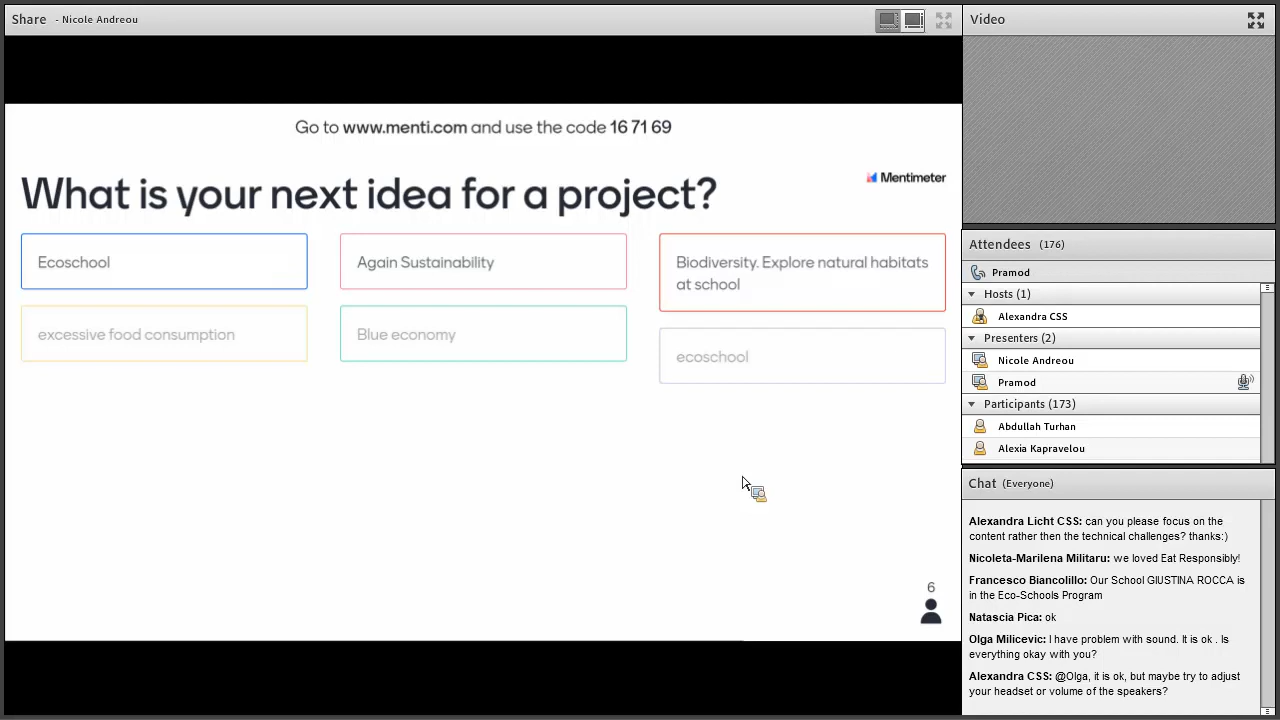 Share - Nicole Andreou
Go to www.menti.com and use the code 16 71 69
What is your next idea for a project?
Mentimeter
Ecoschool
Again Sustainability
Biodiversity. Explore natural habitats
at school
excessive food consumption
Blue economy
ecoschool
6
Video
Attendees (176)
Pramod
Hosts (1)
Alexandra CSS
Presenters (2)
Nicole Andreou
Pramod
Participants (173)
Abdullah Turhan
Alexia Kapravelou
Chat (Everyone)
Alexandra Licht CSS: can you please focus on the
content rather then the technical challenges? thanks:)
Nicoleta-Marilena Militaru: we loved Eat Responsibly!
Francesco Biancolillo: Our School GIUSTINA ROCCA is
in the Eco-Schools Program
Natascia Pica: ok
Olga Milicevic: I have problem with sound. It is ok . Is
everything okay with you?
Alexandra CSS: @Olga, it is ok, but maybe try to adjust
your headset or volume of the speakers?